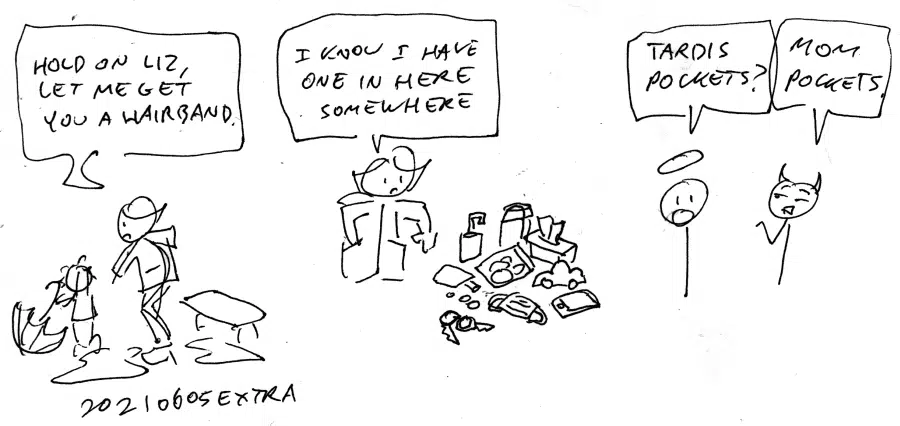 HOLD ON LIZ,
LET ME GET
YOU A HAIRBAND.
I KNOW I HAVE
ONE IN HERE
SOMEWHERE
TARDIS
POCKETS?
MOM
POCKETS.
20210605EXTRA